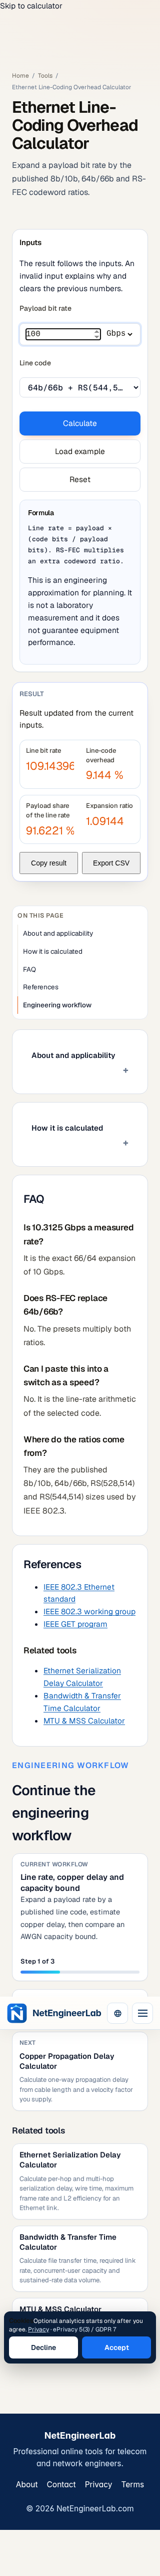 Skip to calculator
Home / Tools /
Ethernet Line-Coding Overhead Calculator
Ethernet Line-
Coding Overhead
Calculator
Expand a payload bit rate by the
published 8b/10b, 64b/66b and RS-
FEC codeword ratios.
Inputs
The result follows the inputs. An
invalid input explains why and
clears the previous numbers.
Payload bit rate
100
Gbps
Line code
64b/66b + RS(544,5…
Calculate
Load example
Reset
Formula
Line rate = payload ×
(code bits / payload
bits). RS-FEC multiplies
an extra codeword ratio.
This is an engineering
approximation for planning. It
is not a laboratory
measurement and it does
not guarantee equipment
performance.
RESULT
Result updated from the current
inputs.
Line bit rate
109.1439
Line-code
overhead
9.144 %
Payload share
of the line rate
91.6221 %
Expansion ratio
1.09144
Copy result
Export CSV
ON THIS PAGE
About and applicability
How it is calculated
FAQ
References
Engineering workflow
About and applicability
+
How it is calculated
+
FAQ
Is 10.3125 Gbps a measured
rate?
It is the exact 66/64 expansion
of 10 Gbps.
Does RS-FEC replace
64b/66b?
No. The presets multiply both
ratios.
Can I paste this into a
switch as a speed?
No. It is the line-rate arithmetic
of the selected code.
Where do the ratios come
from?
They are the published
8b/10b, 64b/66b, RS(528,514)
and RS(544,514) sizes used by
IEEE 802.3.
References
• IEEE 802.3 Ethernet
standard
• IEEE 802.3 working group
• IEEE GET program
Related tools
• Ethernet Serialization
Delay Calculator
• Bandwidth & Transfer
Time Calculator
• MTU & MSS Calculator
ENGINEERING WORKFLOW
Continue the
engineering
workflow
CURRENT WORKFLOW
Line rate, copper delay and
capacity bound
Expand a payload rate by a
published line code, estimate
copper delay, then compare an
AWGN capacity bound.
Step 1 of 3
NetEngineerLab
NEXT
Copper Propagation Delay
Calculator
Calculate one-way propagation delay
from cable length and a velocity factor
you supply.
Related tools
Ethernet Serialization Delay
Calculator
Calculate per-hop and multi-hop
serialization delay, wire time, maximum
frame rate and L2 efficiency for an
Ethernet link.
Bandwidth & Transfer Time
Calculator
Calculate file transfer time, required link
rate, concurrent-user capacity and
sustained-rate data volume.
MTU & MSS Calculator
Optional analytics starts only after you
agree. Privacy · ePrivacy 5(3) / GDPR 7
Decline
Accept
NetEngineerLab
Professional online tools for telecom
and network engineers.
About Contact Privacy Terms
© 2026 NetEngineerLab.com